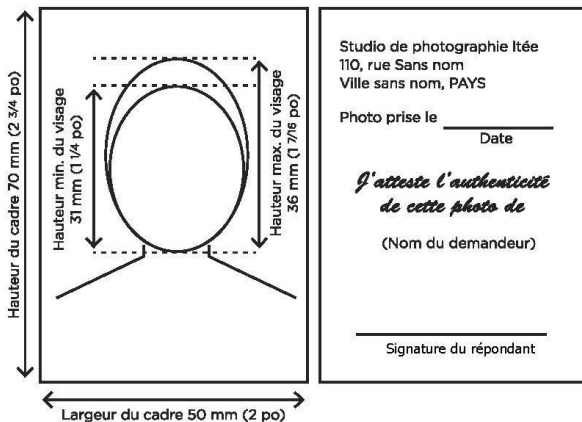 Hauteur du cadre 70 mm (2 3/4 po)
Hauteur min. du visage
31 mm (1 1/4 po)
Hauteur max. du visage
36 mm (1 7/16 po)
Largeur du cadre 50 mm (2 po)
Studio de photographie ltée
110, rue Sans nom
Ville sans nom, PAYS
Photo prise le
Date
J'atteste l'authenticité
de cette photo de
(Nom du demandeur)
Signature du répondant